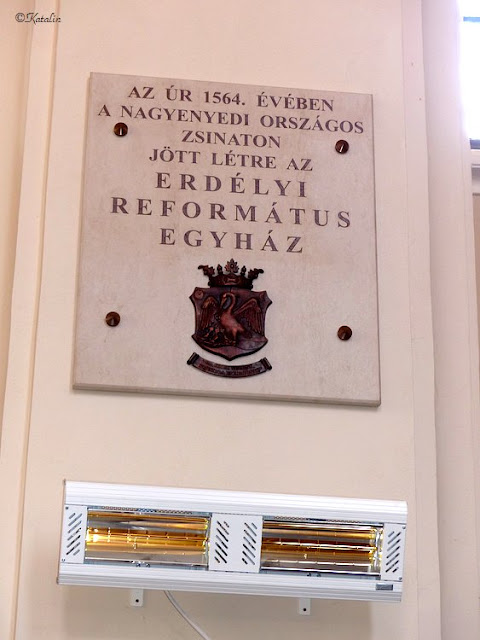 ©Katalin
AZ ÚR 1564. ÉVÉBEN
A NAGYENYEDI ORSZÁGOS
ZSINATON
JÖTT LÉTRE AZ
ERDÉLYI
REFORMÁTUS
EGYHÁZ